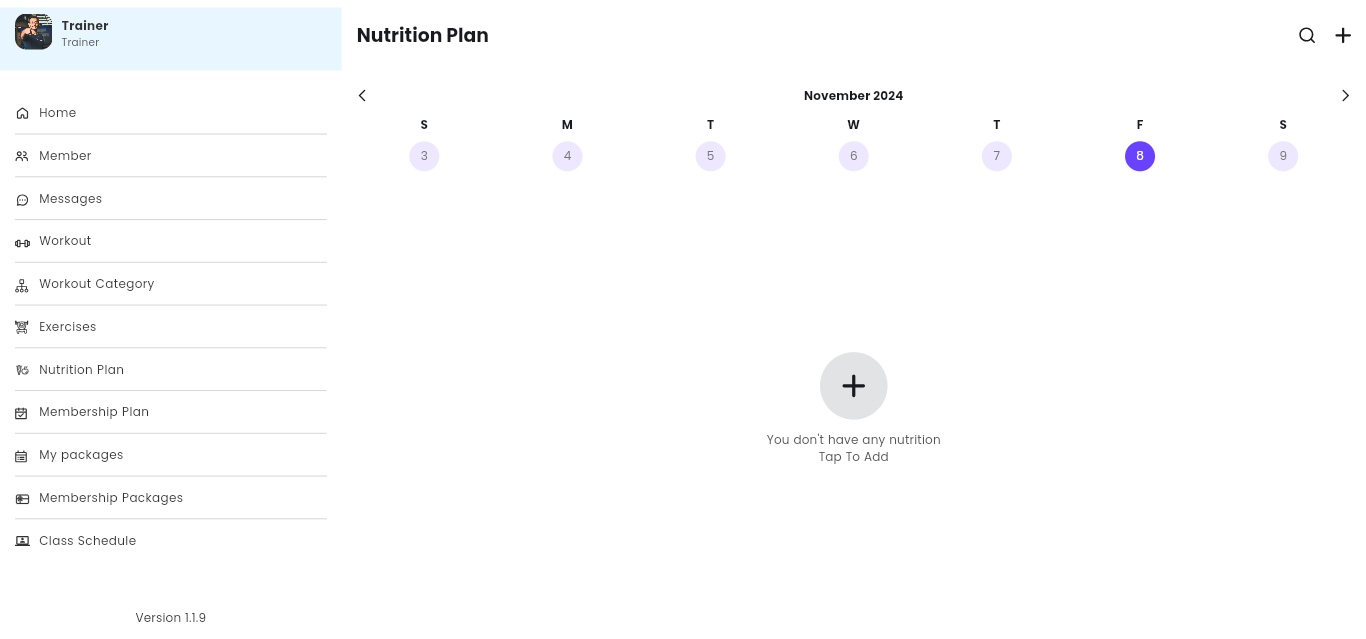 Trainer
Trainer
Home
Member
Messages
Workout
Workout Category
Exercises
Nutrition Plan
Membership Plan
My packages
Membership Packages
Class Schedule
Version 1.1.9
Nutrition Plan
November 2024
S M T W T F S
3 4 5 6 7 8 9
You don't have any nutrition
Tap To Add